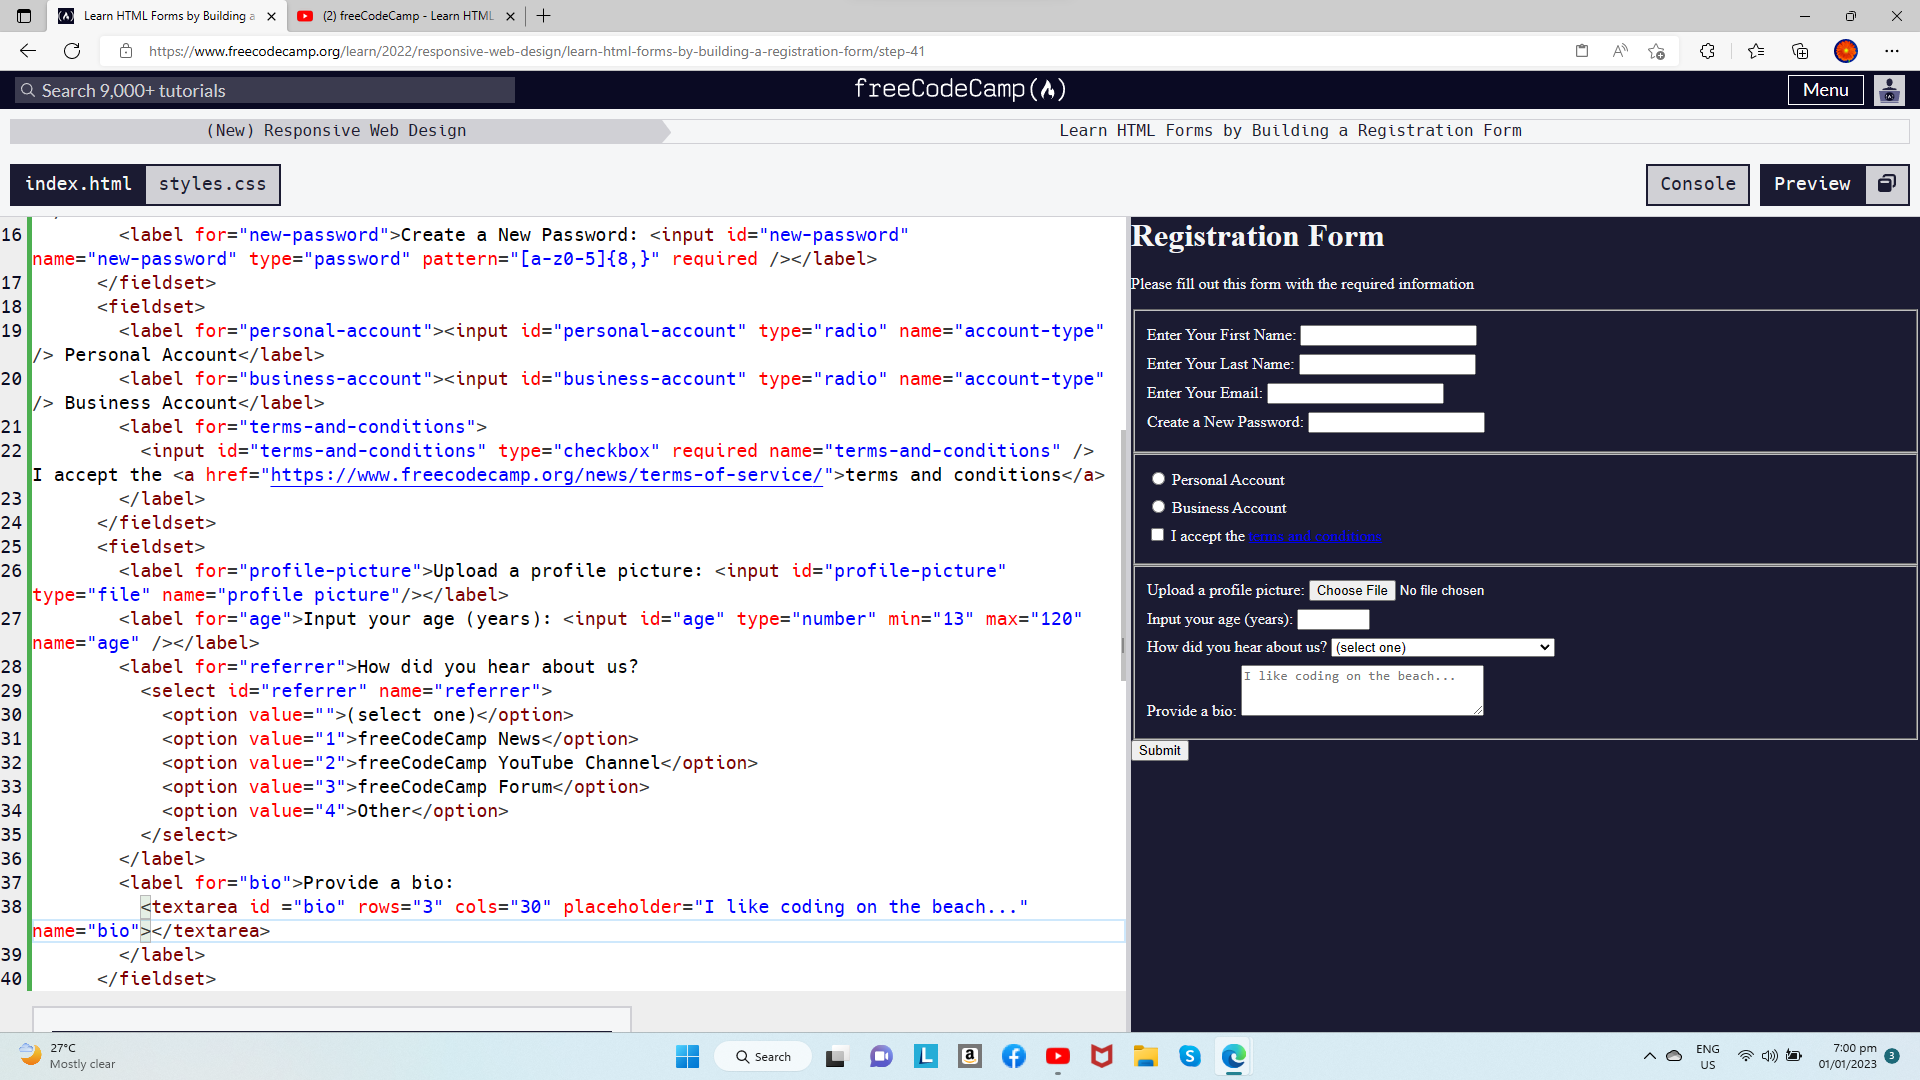 Learn HTML Forms by Building a
(2) freeCodeCamp - Learn HTML
https://www.freecodecamp.org/learn/2022/responsive-web-design/learn-html-forms-by-building-a-registration-form/step-41
Search 9,000+ tutorials
freeCodeCamp
Menu
(New) Responsive Web Design
Learn HTML Forms by Building a Registration Form
index.html
styles.css
Console
Preview
16 <label for="new-password">Create a New Password: <input id="new-password"
name="new-password" type="password" pattern="[a-z0-5]{8,}" required /></label>
17 </fieldset>
18 <fieldset>
19 <label for="personal-account"><input id="personal-account" type="radio" name="account-type"
/> Personal Account</label>
20 <label for="business-account"><input id="business-account" type="radio" name="account-type"
/> Business Account</label>
21 <label for="terms-and-conditions">
22 <input id="terms-and-conditions" type="checkbox" required name="terms-and-conditions" />
I accept the <a href="https://www.freecodecamp.org/news/terms-of-service/">terms and conditions</a>
23 </label>
24 </fieldset>
25 <fieldset>
26 <label for="profile-picture">Upload a profile picture: <input id="profile-picture"
type="file" name="profile picture"/></label>
27 <label for="age">Input your age (years): <input id="age" type="number" min="13" max="120"
name="age" /></label>
28 <label for="referrer">How did you hear about us?
29 <select id="referrer" name="referrer">
30 <option value="">(select one)</option>
31 <option value="1">freeCodeCamp News</option>
32 <option value="2">freeCodeCamp YouTube Channel</option>
33 <option value="3">freeCodeCamp Forum</option>
34 <option value="4">Other</option>
35 </select>
36 </label>
37 <label for="bio">Provide a bio:
38 <textarea id ="bio" rows="3" cols="30" placeholder="I like coding on the beach..."
name="bio"></textarea>
39 </label>
40 </fieldset>
Registration Form
Please fill out this form with the required information
Enter Your First Name:
Enter Your Last Name:
Enter Your Email:
Create a New Password:
Personal Account
Business Account
I accept the terms and conditions
Upload a profile picture: Choose File No file chosen
Input your age (years):
How did you hear about us? (select one)
I like coding on the beach...
Provide a bio:
Submit
27°C
Mostly clear
Search
ENG
US
7:00 pm
01/01/2023
3